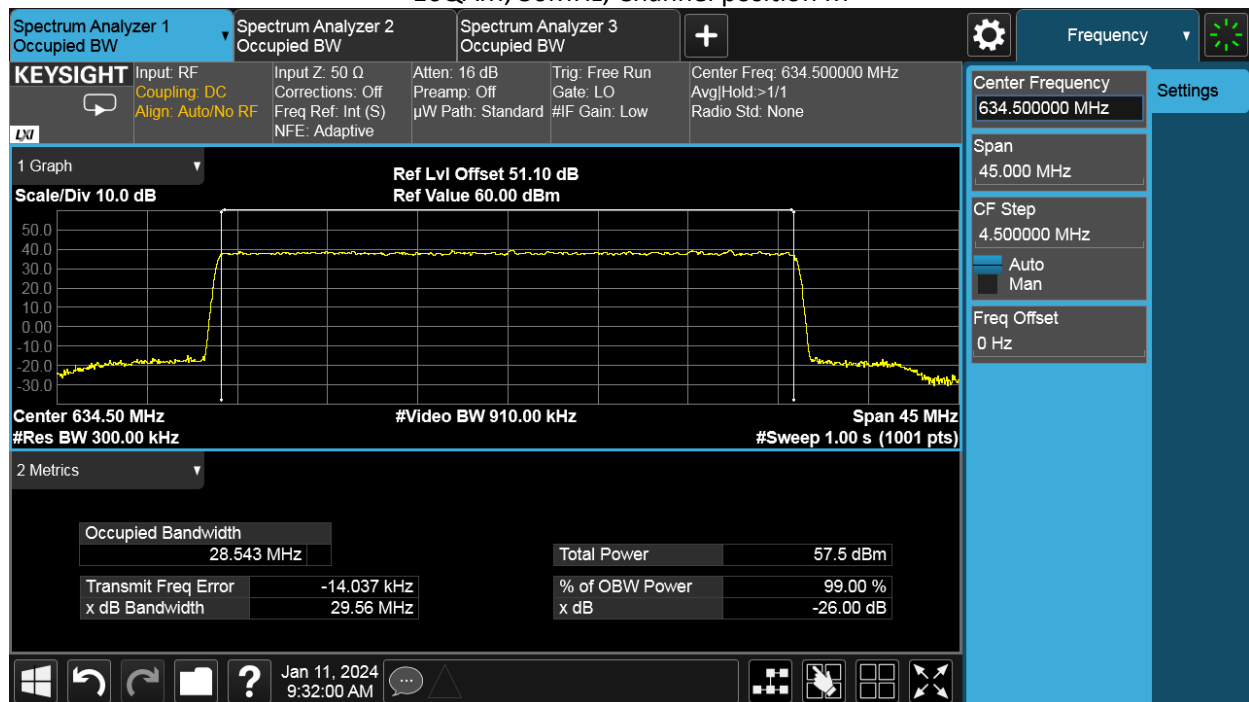 Spectrum Analyzer 1
Occupied BW
Spectrum Analyzer 2
Occupied BW
Spectrum Analyzer 3
Occupied BW
+
Frequency
KEYSIGHT
LXI
Input: RF
Coupling: DC
Align: Auto/No RF
Input Z: 50 Ω
Corrections: Off
Freq Ref: Int (S)
NFE: Adaptive
Atten: 16 dB
Preamp: Off
µW Path: Standard
Trig: Free Run
Gate: LO
#IF Gain: Low
Center Freq: 634.500000 MHz
Avg|Hold:>1/1
Radio Std: None
Center Frequency
634.500000 MHz
Settings
Span
45.000 MHz
CF Step
4.500000 MHz
Auto
Man
Freq Offset
0 Hz
1 Graph
Scale/Div 10.0 dB
Ref Lvl Offset 51.10 dB
Ref Value 60.00 dBm
50.0
40.0
30.0
20.0
10.0
0.00
-10.0
-20.0
-30.0
Center 634.50 MHz
#Res BW 300.00 kHz
#Video BW 910.00 kHz
Span 45 MHz
#Sweep 1.00 s (1001 pts)
2 Metrics
Occupied Bandwidth
28.543 MHz
Total Power 57.5 dBm
Transmit Freq Error -14.037 kHz
% of OBW Power 99.00 %
x dB Bandwidth 29.56 MHz
x dB -26.00 dB
?
Jan 11, 2024
9:32:00 AM